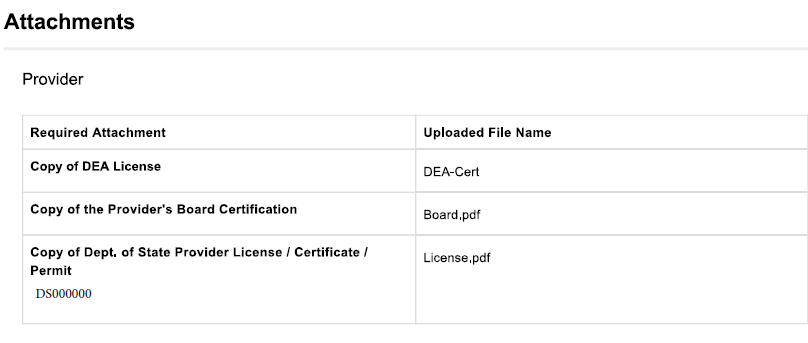 Attachments
Provider
Required Attachment Uploaded File Name
Copy of DEA License DEA-Cert
Copy of the Provider's Board Certification Board.pdf
Copy of Dept. of State Provider License / Certificate / License.pdf
Permit
DS000000